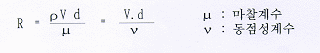 R = ρV d / μ = V.d / ν
μ : 마찰계수
ν : 동점성계수